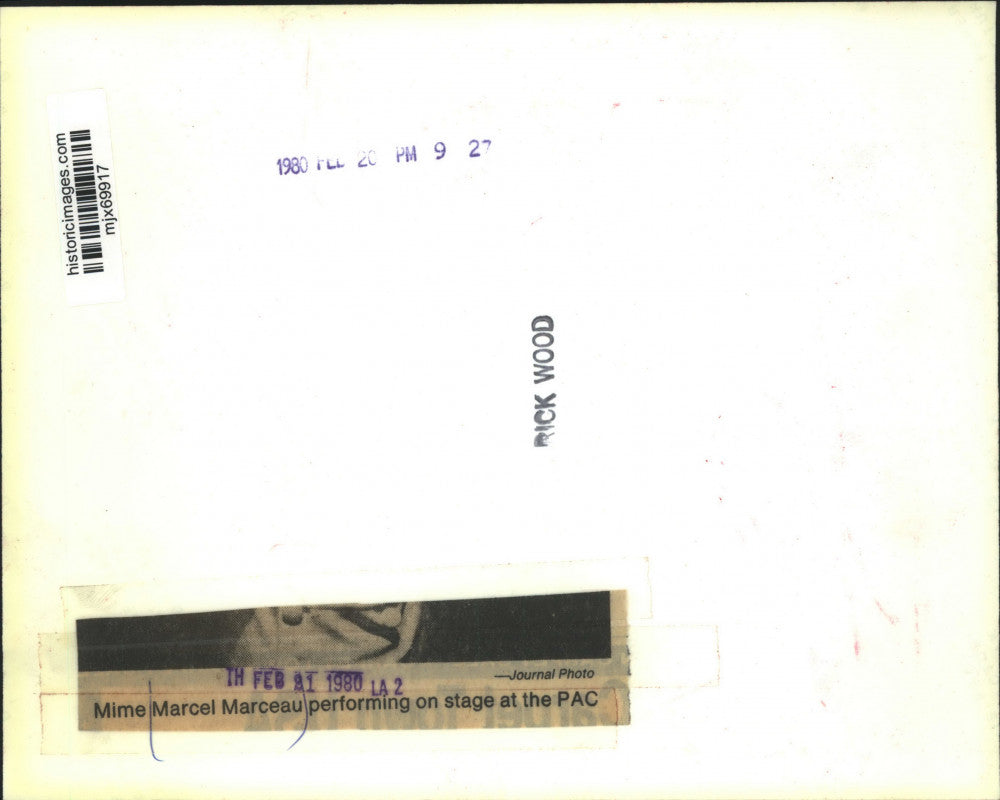 historicimages.com
mjx69917
1980 FEB 20 PM 9 27
RICK WOOD
—Journal Photo
TH FEB 21 1980 LA 2
Mime Marcel Marceau performing on stage at the PAC